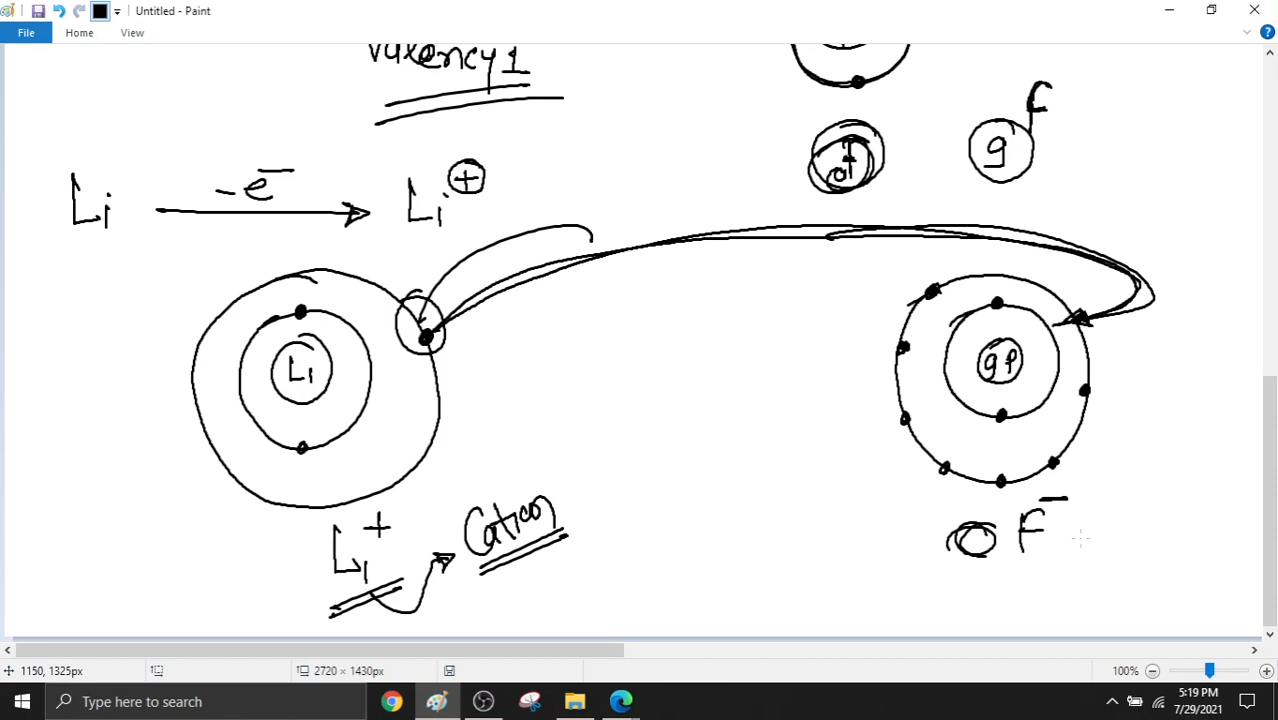 Untitled - Paint
File Home View
Valency 1
F
9
Li -e⁻ Li +
Li
9P
Li+ Cation
F⁻
1150, 1325px 2720 × 1430px 100%
Type here to search
5:19 PM
7/29/2021